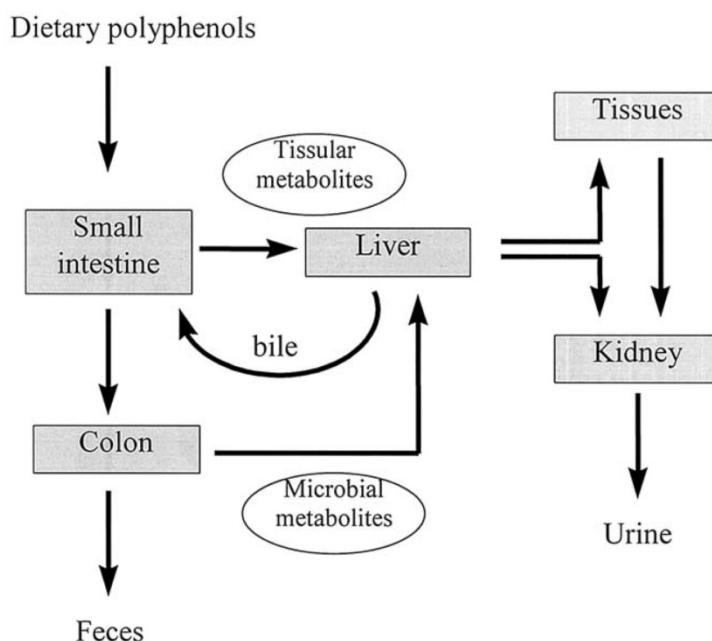 Dietary polyphenols
Tissues
Tissular
metabolites
Small
intestine
Liver
bile
Kidney
Colon
Microbial
metabolites
Urine
Feces